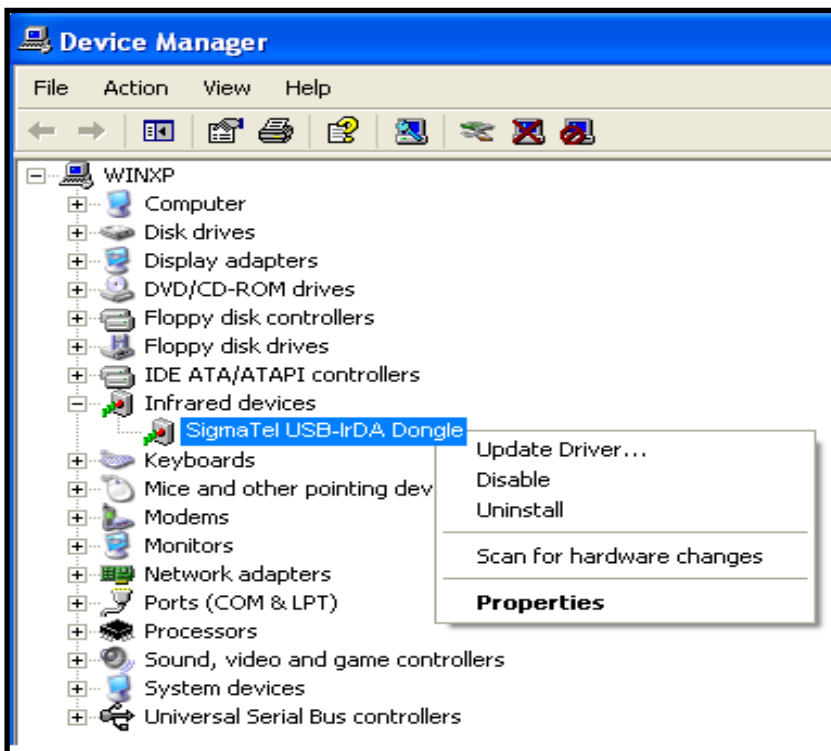 Device Manager
File Action View Help
WINXP
Computer
Disk drives
Display adapters
DVD/CD-ROM drives
Floppy disk controllers
Floppy disk drives
IDE ATA/ATAPI controllers
Infrared devices
SigmaTel USB-IrDA Dongle
Keyboards
Mice and other pointing dev
Modems
Monitors
Network adapters
Ports (COM & LPT)
Processors
Sound, video and game controllers
System devices
Universal Serial Bus controllers
Update Driver...
Disable
Uninstall
Scan for hardware changes
Properties